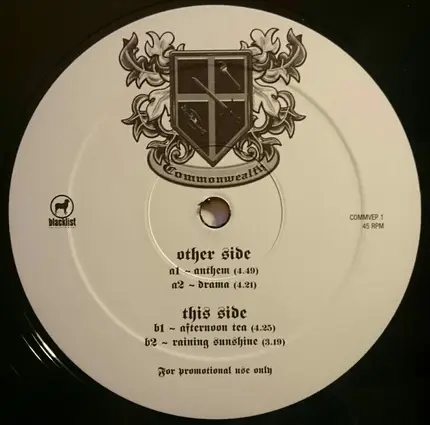 Commonwealth
blacklist
COMMVEP 1
45 RPM
other side
a1 ~ anthem (4.49)
a2 ~ drama (4.21)
this side
b1 ~ afternoon tea (4.25)
b2 ~ raining sunshine (3.19)
For promotional use only